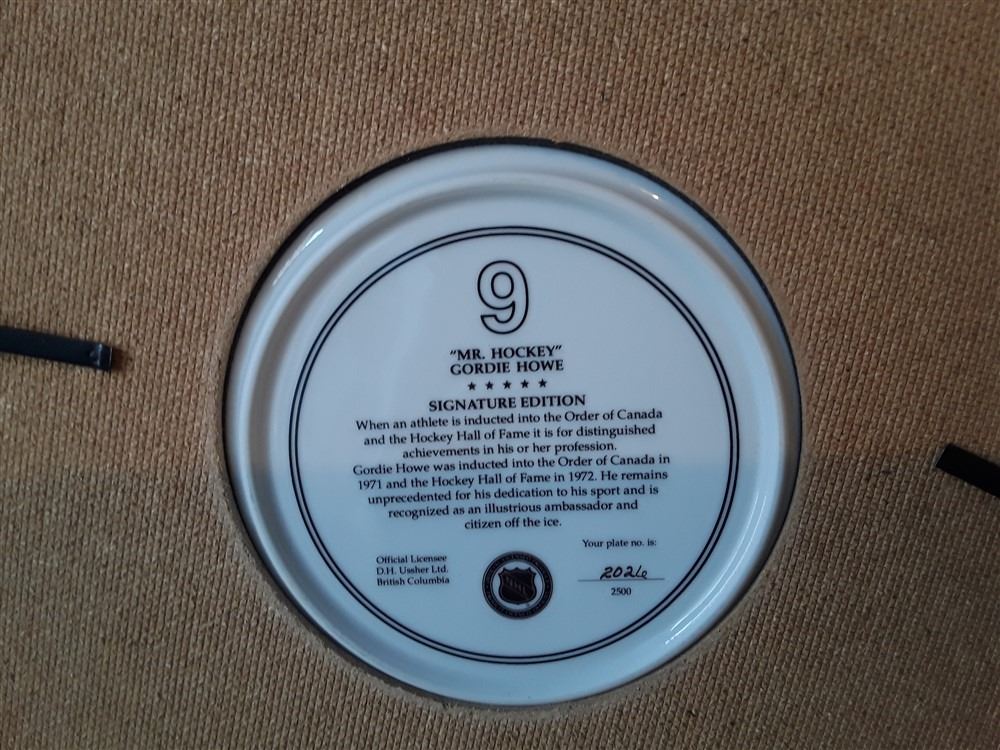 9
"MR. HOCKEY"
GORDIE HOWE
★ ★ ★ ★ ★
SIGNATURE EDITION
When an athlete is inducted into the Order of Canada
and the Hockey Hall of Fame it is for distinguished
achievements in his or her profession.
Gordie Howe was inducted into the Order of Canada in
1971 and the Hockey Hall of Fame in 1972. He remains
unprecedented for his dedication to his sport and is
recognized as an illustrious ambassador and
citizen off the ice.
Official Licensee
D.H. Ussher Ltd.
British Columbia
NHL
Your plate no. is:
2026
2500